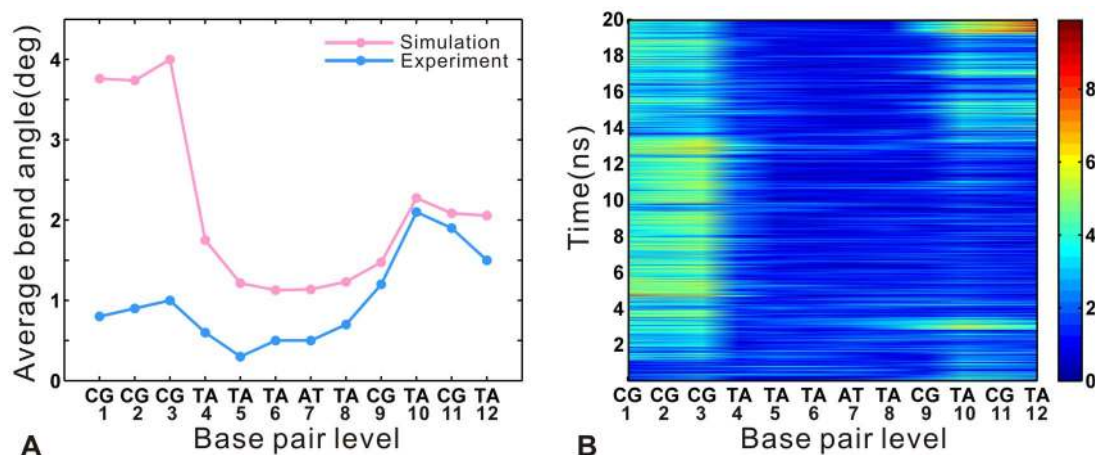 A
Average bend angle(deg)
4
3
2
1
0
Simulation
Experiment
CG CG CG TA TA TA AT TA CG TA CG TA
1 2 3 4 5 6 7 8 9 10 11 12
Base pair level
B
Time(ns)
20
18
16
14
12
10
8
6
4
2
CG CG CG TA TA TA AT TA CG TA CG TA
1 2 3 4 5 6 7 8 9 10 11 12
Base pair level
8
6
4
2
0